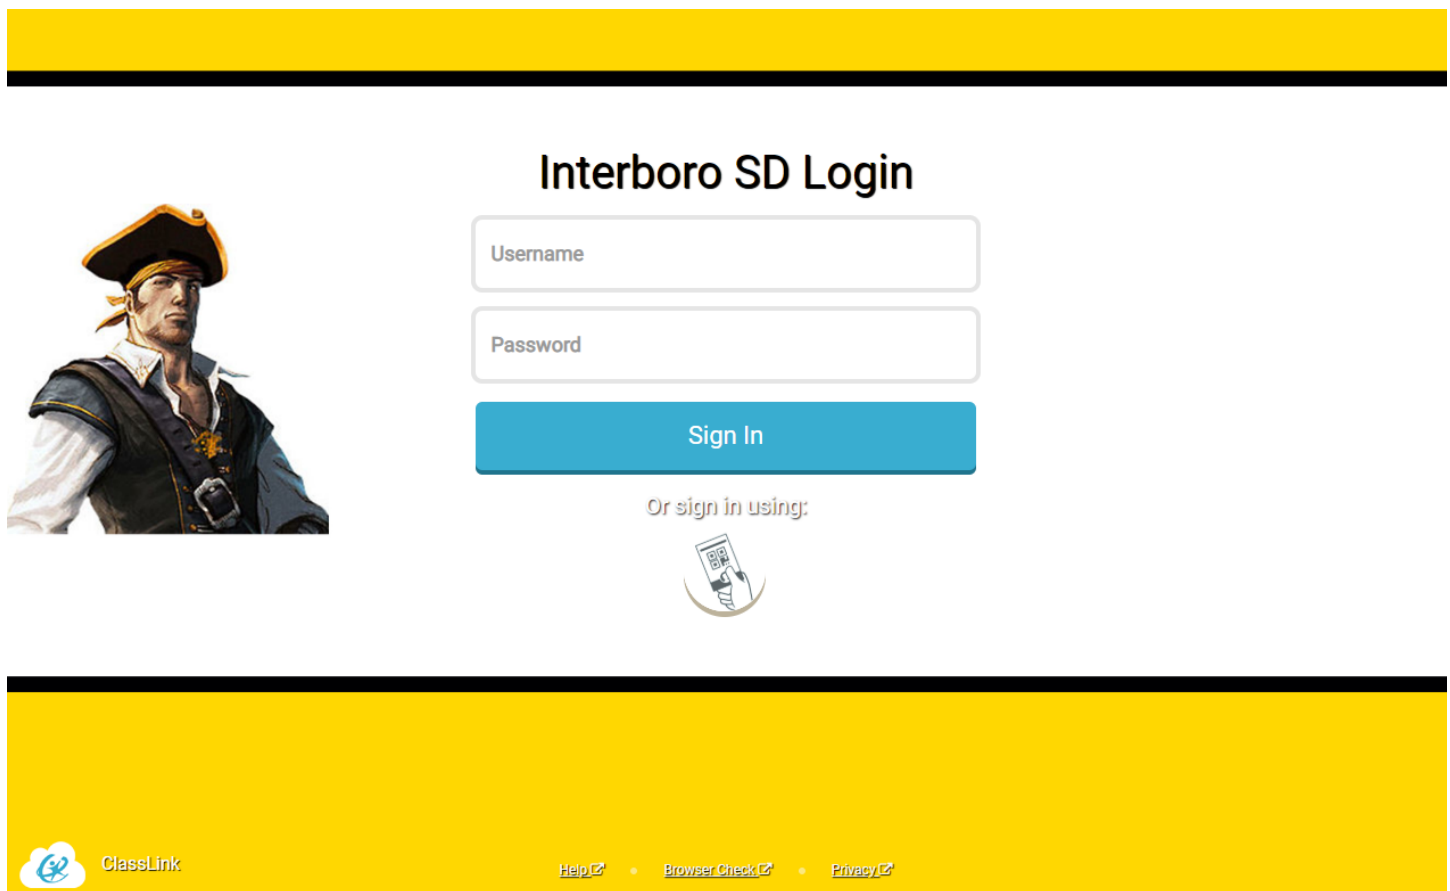 Interboro SD Login
Username
Password
Sign In
Or sign in using:
ClassLink
Help
Browser Check
Privacy